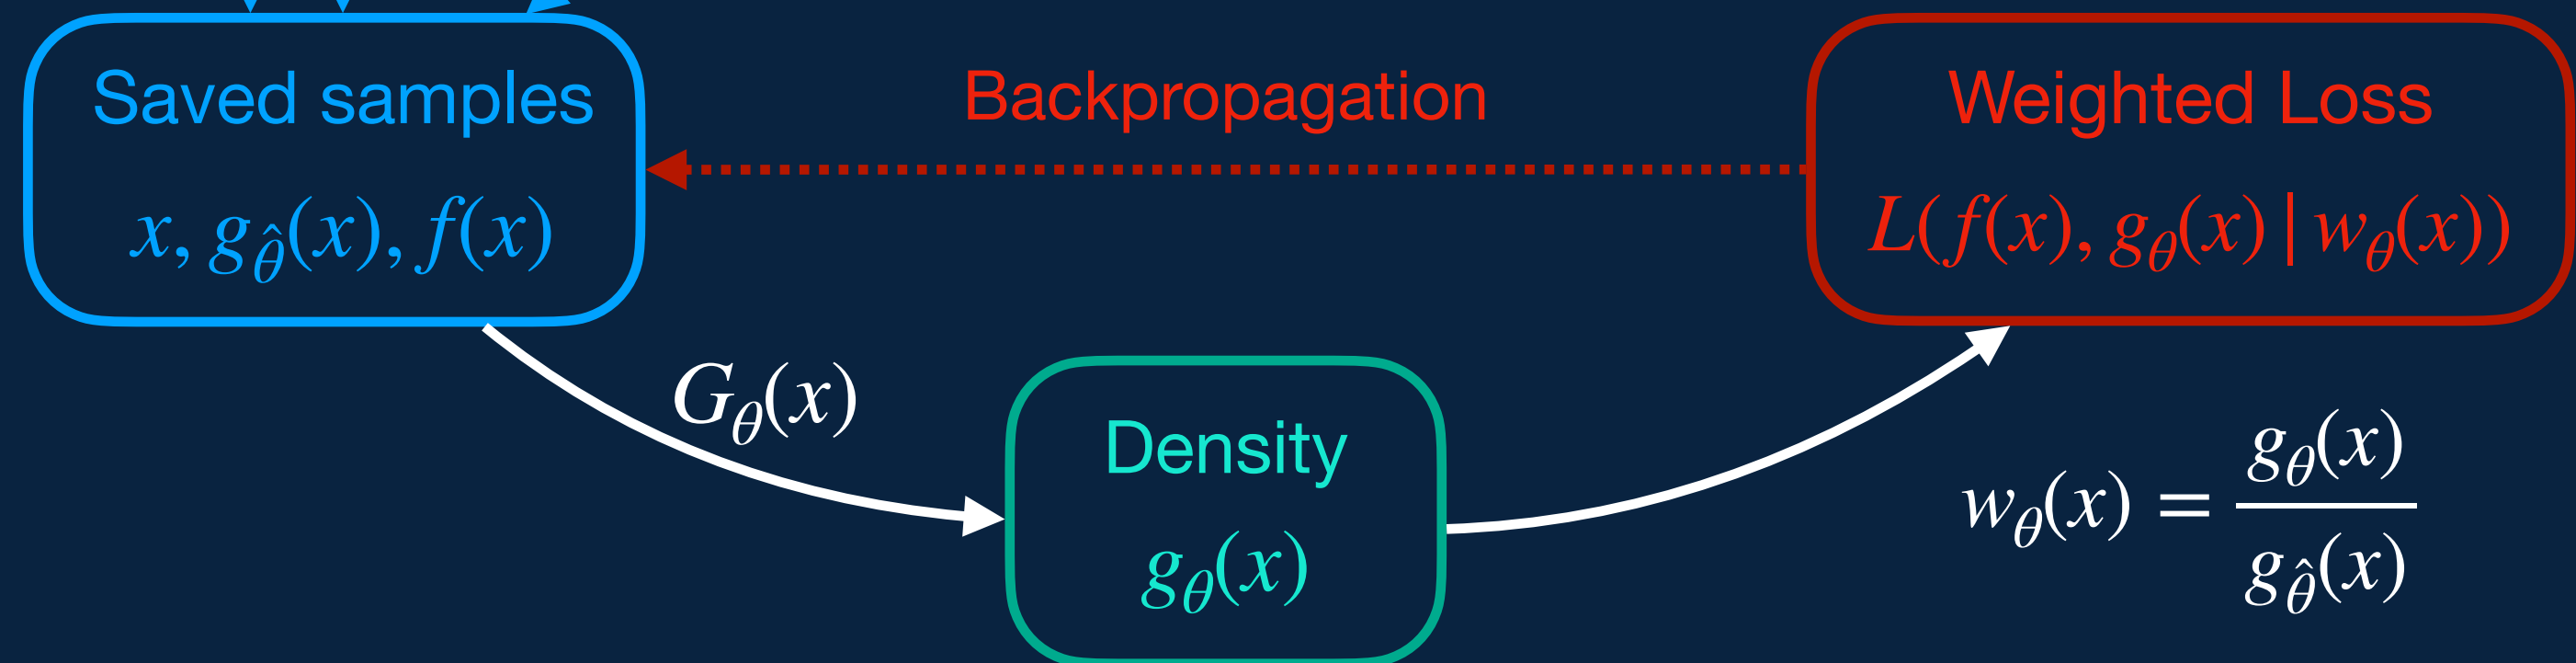 Saved samples
x, g_θ̂(x), f(x)
Backpropagation
Weighted Loss
L(f(x), g_θ(x) | w_θ(x))
G_θ(x)
Density
g_θ(x)
w_θ(x) = g_θ(x) / g_θ̂(x)